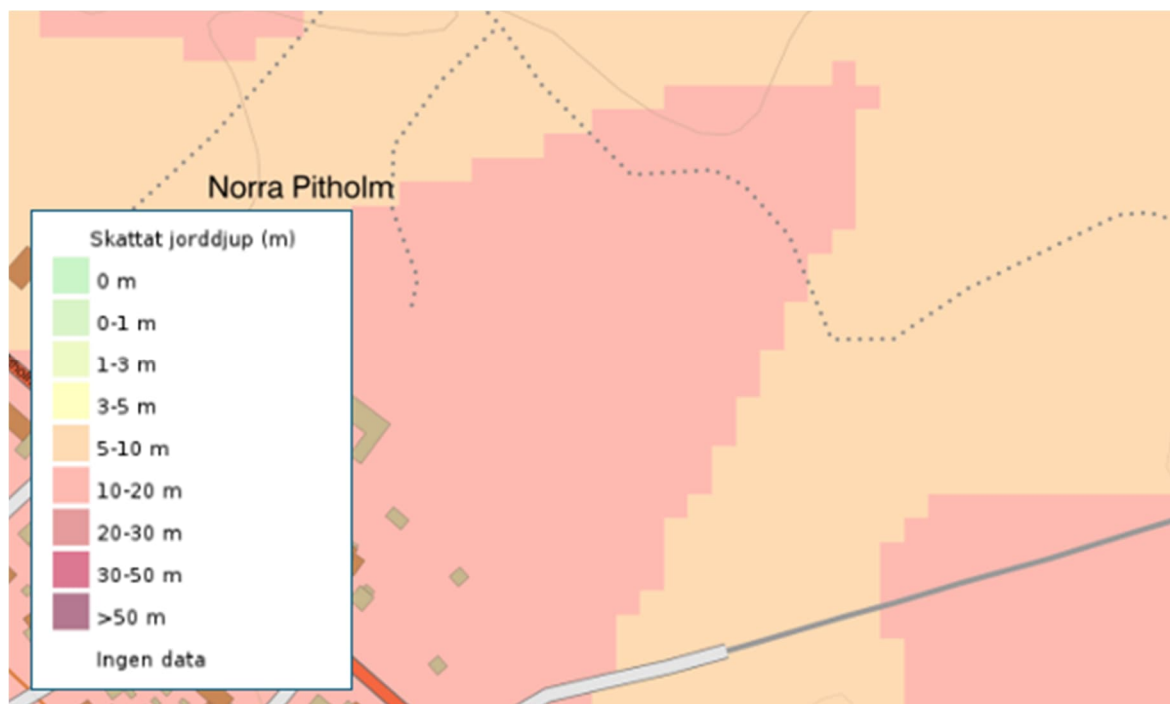 Norra Pitholm
Skattat jorddjup (m)
0 m
0-1 m
1-3 m
3-5 m
5-10 m
10-20 m
20-30 m
30-50 m
>50 m
Ingen data